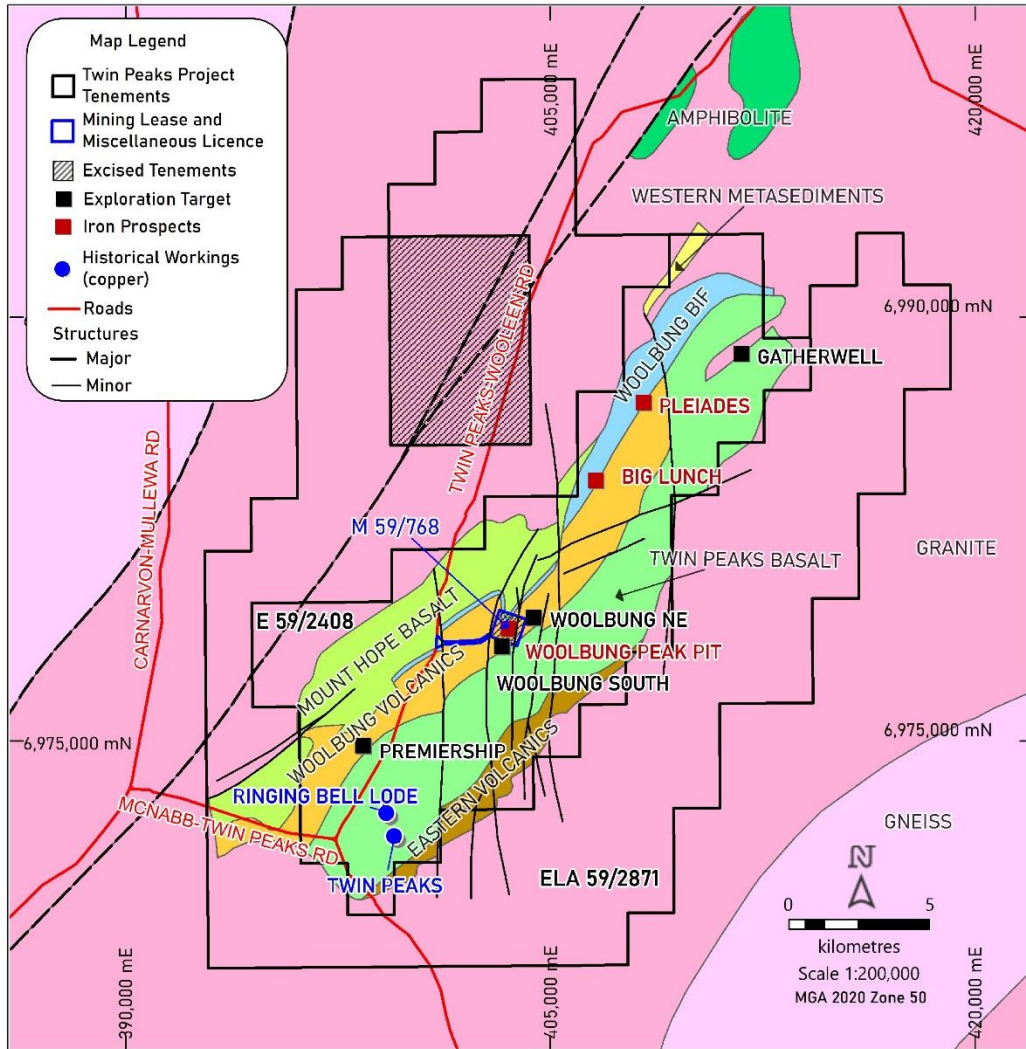 Map Legend
Twin Peaks Project
Tenements
Mining Lease and
Miscellaneous Licence
Excised Tenements
Exploration Target
Iron Prospects
Historical Workings
(copper)
Roads
Structures
Major
Minor
405,000 mE
420,000 mE
AMPHIBOLITE
WESTERN METASEDIMENTS
6,990,000 mN
WOOLBUNG BIF
GATHERWELL
TWIN PEAKS-WOOLEEN RD
PLEIADES
CARNARVON-MULLEWA RD
BIG LUNCH
M 59/768
GRANITE
TWIN PEAKS BASALT
E 59/2408
MOUNT HOPE BASALT
WOOLBUNG NE
WOOLBUNG PEAK PIT
WOOLBUNG SOUTH
WOOLBUNG VOLCANICS
6,975,000 mN
PREMIERSHIP
RINGING BELL LODE
EASTERN VOLCANICS
MCNABB-TWIN PEAKS RD
GNEISS
TWIN PEAKS
ELA 59/2871
N
0 5
kilometres
Scale 1:200,000
MGA 2020 Zone 50
390,000 mE
405,000 mE
420,000 mE